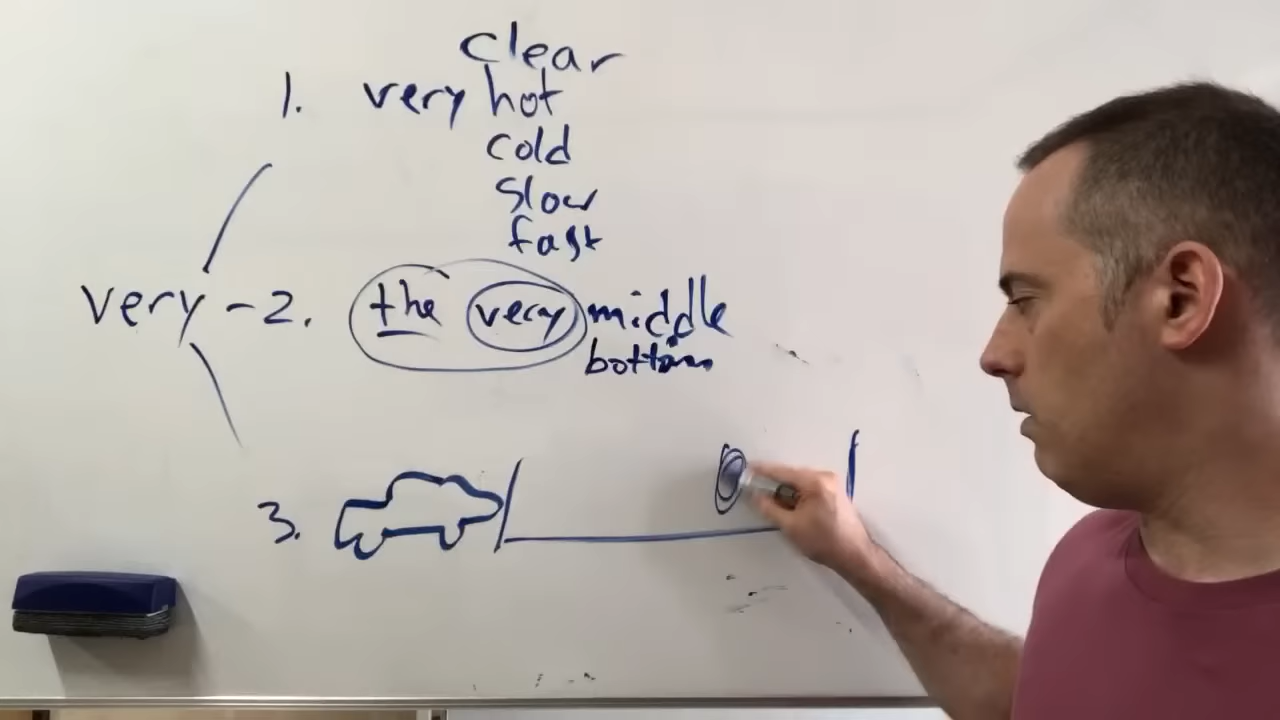 clear
1. very hot
cold
slow
fast
very - 2. the very middle
bottom
3.